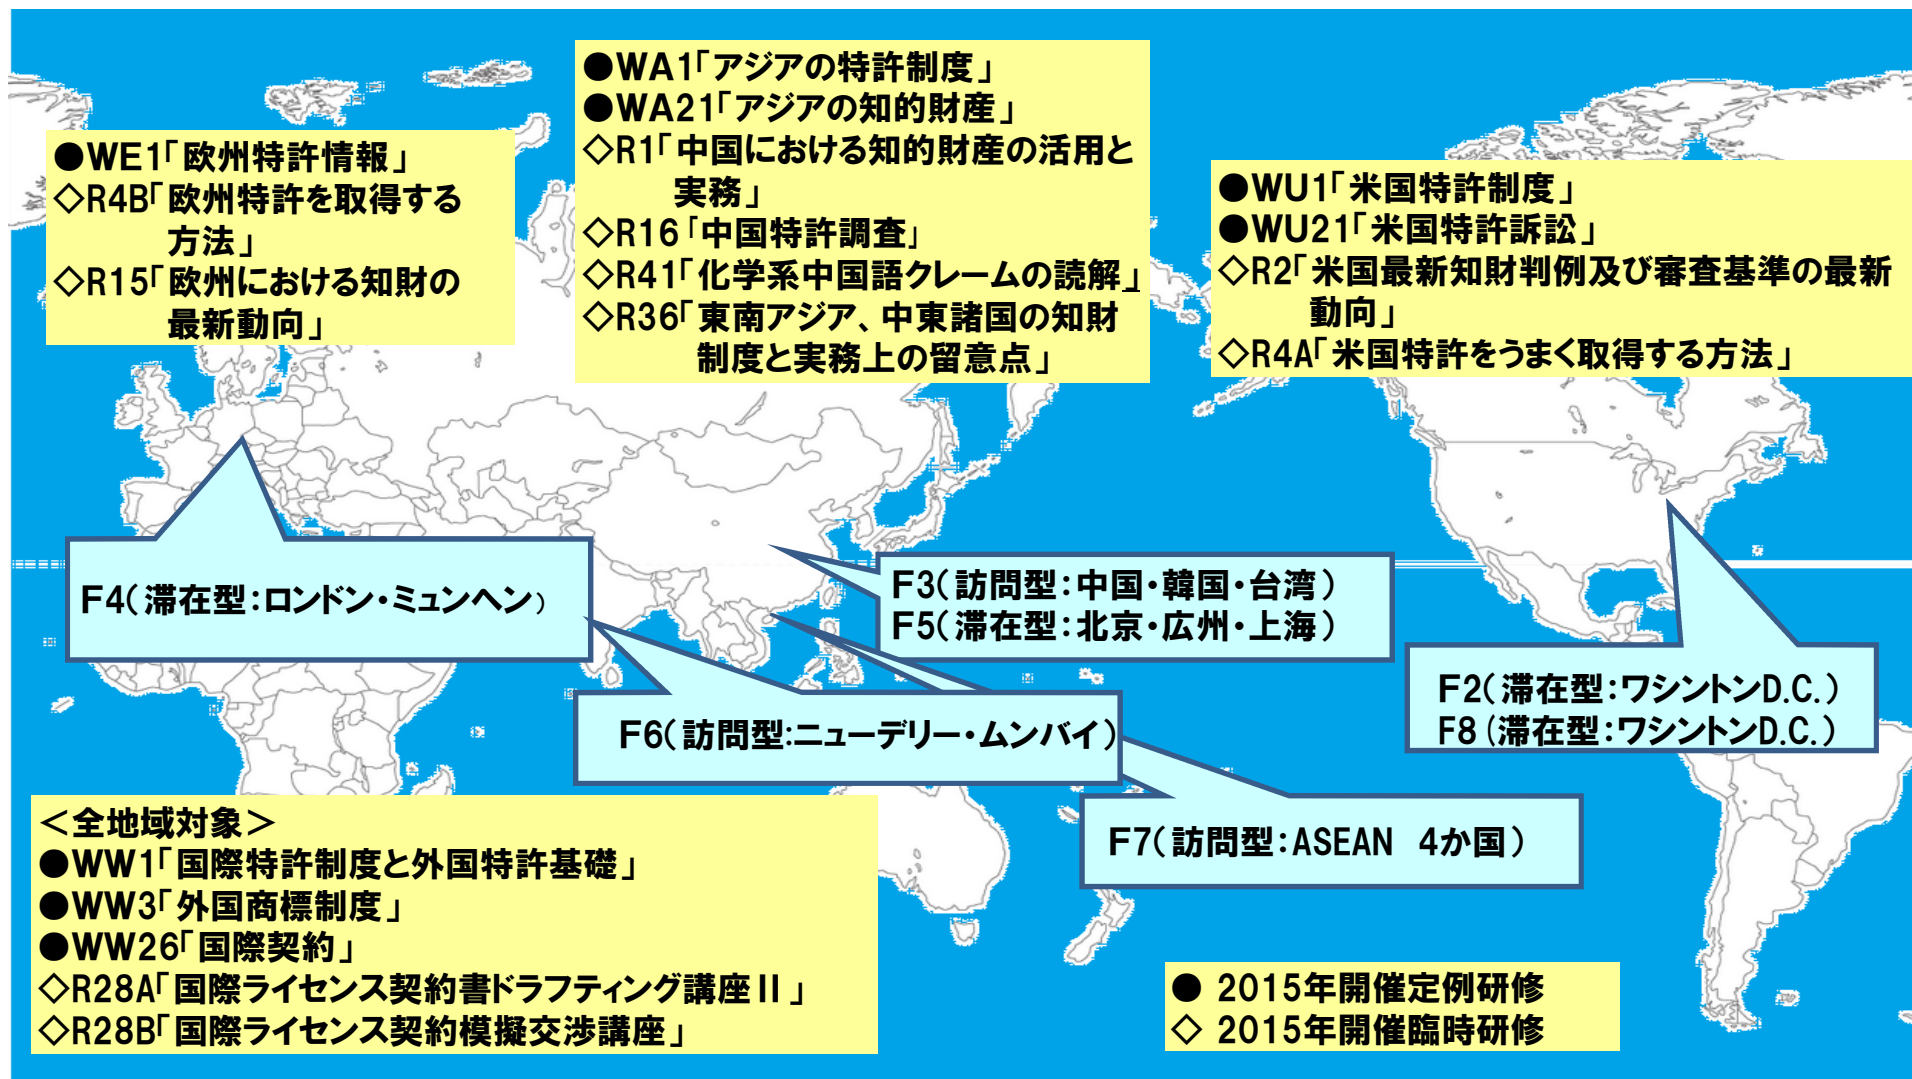 ●WE1「欧州特許情報」
◇R4B「欧州特許を取得する
方法」
◇R15「欧州における知財の
最新動向」
●WA1「アジアの特許制度」
●WA21「アジアの知的財産」
◇R1「中国における知的財産の活用と
実務」
◇R16「中国特許調査」
◇R41「化学系中国語クレームの読解」
◇R36「東南アジア、中東諸国の知財
制度と実務上の留意点」
●WU1「米国特許制度」
●WU21「米国特許訴訟」
◇R2「米国最新知財判例及び審査基準の最新
動向」
◇R4A「米国特許をうまく取得する方法」
F4(滞在型:ロンドン・ミュンヘン)
F3(訪問型:中国・韓国・台湾)
F5(滞在型:北京・広州・上海)
F2(滞在型:ワシントンD.C.)
F8(滞在型:ワシントンD.C.)
F6(訪問型:ニューデリー・ムンバイ)
F7(訪問型:ASEAN 4か国)
<全地域対象>
●WW1「国際特許制度と外国特許基礎」
●WW3「外国商標制度」
●WW26「国際契約」
◇R28A「国際ライセンス契約書ドラフティング講座Ⅱ」
◇R28B「国際ライセンス契約模擬交渉講座」
● 2015年開催定例研修
◇ 2015年開催臨時研修